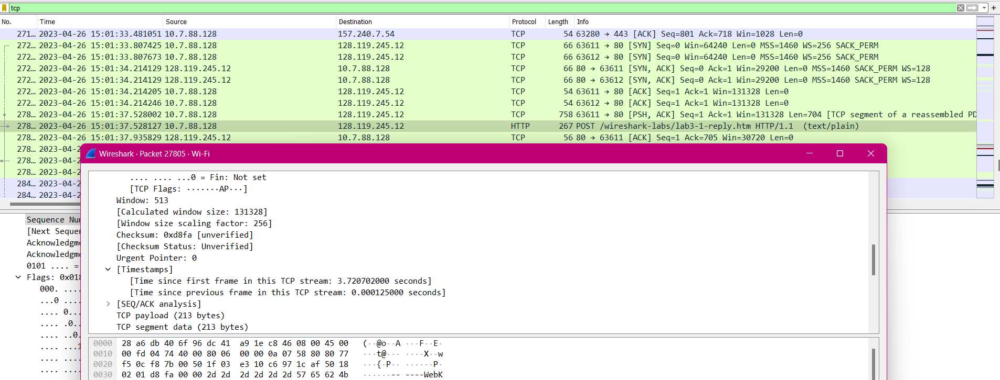 tcp
No. Time Source Destination Protocol Length Info
271… 2023-04-26 15:01:33.481051 10.7.88.128 157.240.7.54 TCP 54 63280 → 443 [ACK] Seq=801 Ack=718 Win=1028 Len=0
272… 2023-04-26 15:01:33.807425 10.7.88.128 128.119.245.12 TCP 66 63611 → 80 [SYN] Seq=0 Win=64240 Len=0 MSS=1460 WS=256 SACK_PERM
272… 2023-04-26 15:01:33.807673 10.7.88.128 128.119.245.12 TCP 66 63612 → 80 [SYN] Seq=0 Win=64240 Len=0 MSS=1460 WS=256 SACK_PERM
272… 2023-04-26 15:01:34.214129 128.119.245.12 10.7.88.128 TCP 66 80 → 63611 [SYN, ACK] Seq=0 Ack=1 Win=29200 Len=0 MSS=1460 SACK_PERM WS=128
272… 2023-04-26 15:01:34.214129 128.119.245.12 10.7.88.128 TCP 66 80 → 63612 [SYN, ACK] Seq=0 Ack=1 Win=29200 Len=0 MSS=1460 SACK_PERM WS=128
272… 2023-04-26 15:01:34.214205 10.7.88.128 128.119.245.12 TCP 54 63611 → 80 [ACK] Seq=1 Ack=1 Win=131328 Len=0
272… 2023-04-26 15:01:34.214246 10.7.88.128 128.119.245.12 TCP 54 63612 → 80 [ACK] Seq=1 Ack=1 Win=131328 Len=0
278… 2023-04-26 15:01:37.528002 10.7.88.128 128.119.245.12 TCP 758 63611 → 80 [PSH, ACK] Seq=1 Ack=1 Win=131328 Len=704 [TCP segment of a reassembled PD
278… 2023-04-26 15:01:37.528127 10.7.88.128 128.119.245.12 HTTP 267 POST /wireshark-labs/lab3-1-reply.htm HTTP/1.1 (text/plain)
278… 2023-04-26 15:01:37.935829 128.119.245.12 10.7.88.128 TCP 56 80 → 63611 [ACK] Seq=1 Ack=705 Win=30720 Len=0
278… 2023-04-2
278… 2023-04-2
278… 2023-04-2
284… 2023-04-2
284… 2023-04-2
Sequence Nu
[Next Seque
Acknowledgm
Acknowledgm
0101 .... =
Flags: 0x018
000. ....
...0 ....
.... 0...
.... .0..
.... ..0.
.... ...1
.... ....
.... ....
Wireshark · Packet 27805 · Wi-Fi
.... .... ...0 = Fin: Not set
[TCP Flags: ·······AP···]
Window: 513
[Calculated window size: 131328]
[Window size scaling factor: 256]
Checksum: 0xd8fa [unverified]
[Checksum Status: Unverified]
Urgent Pointer: 0
[Timestamps]
[Time since first frame in this TCP stream: 3.720702000 seconds]
[Time since previous frame in this TCP stream: 0.000125000 seconds]
[SEQ/ACK analysis]
TCP payload (213 bytes)
TCP segment data (213 bytes)
0000 28 a6 db 40 6f 96 dc 41 a9 1e c8 46 08 00 45 00 (··@o··A ···F··E·
0010 00 fd 04 74 40 00 80 06 00 00 0a 07 58 80 80 77 ···t@··· ····X··w
0020 f5 0c f8 7b 00 50 1f 03 e3 10 c6 97 1c af 50 18 ···{·P·· ······P·
0030 02 01 d8 fa 00 00 2d 2d 2d 2d 2d 2d 57 65 62 4b ······-- ----WebK